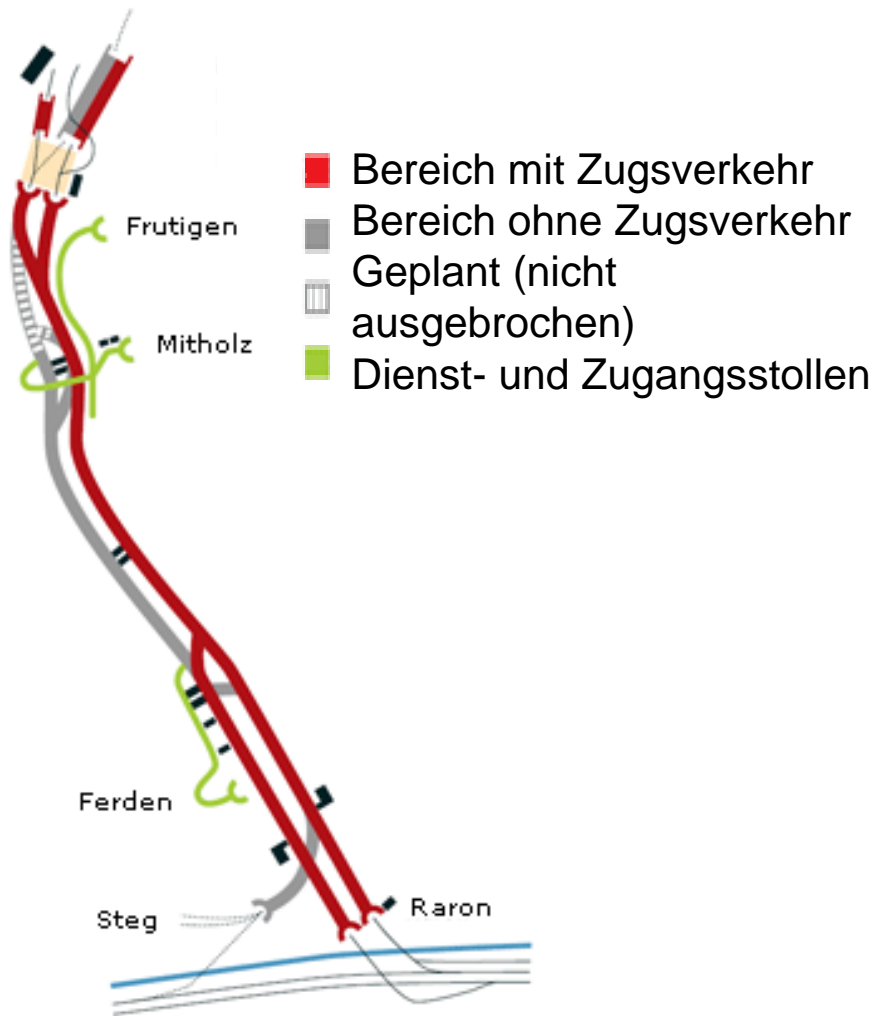 Bereich mit Zugsverkehr
Bereich ohne Zugsverkehr
Geplant (nicht
ausgebrochen)
Dienst- und Zugangsstollen
Frutigen
Mitholz
Ferden
Steg
Raron